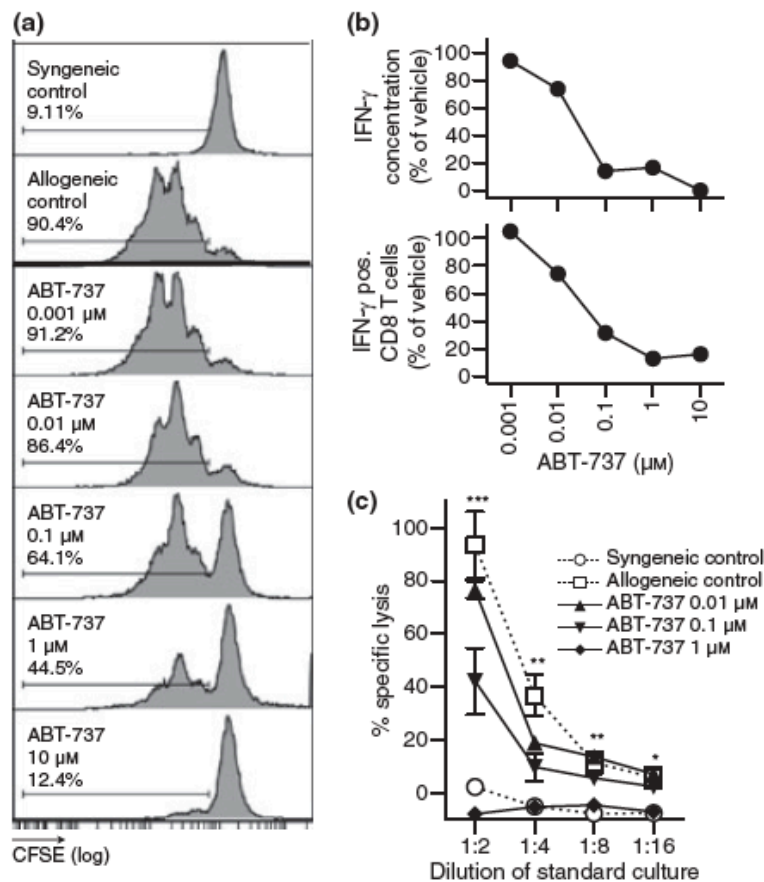 (a)
Syngeneic
control
9.11%
Allogeneic
control
90.4%
ABT-737
0.001 µM
91.2%
ABT-737
0.01 µM
86.4%
ABT-737
0.1 µM
64.1%
ABT-737
1 µM
44.5%
ABT-737
10 µM
12.4%
CFSE (log)
(b)
IFN-γ
concentration
(% of vehicle)
100
80
60
40
20
0
IFN-γ pos.
CD8 T cells
(% of vehicle)
100
80
60
40
20
0
0.001
0.01
0.1
1
10
ABT-737 (µM)
(c)
% specific lysis
100
80
60
40
20
0
***
**
**
*
Syngeneic control
Allogeneic control
ABT-737 0.01 µM
ABT-737 0.1 µM
ABT-737 1 µM
1:2
1:4
1:8
1:16
Dilution of standard culture